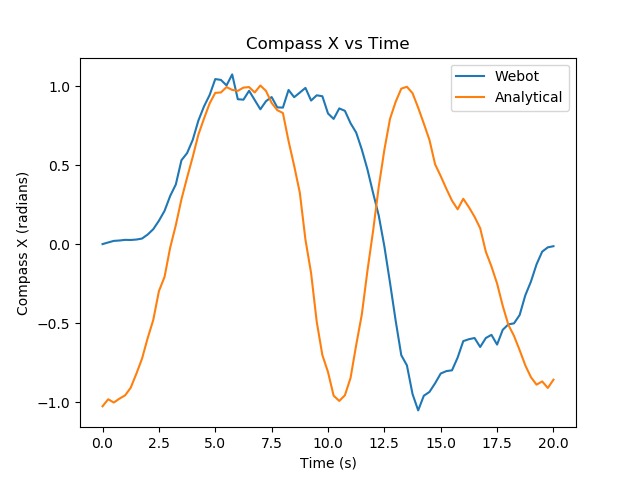 Compass X vs Time
Webot
Analytical
Compass X (radians)
1.0
0.5
0.0
−0.5
−1.0
0.0 2.5 5.0 7.5 10.0 12.5 15.0 17.5 20.0
Time (s)